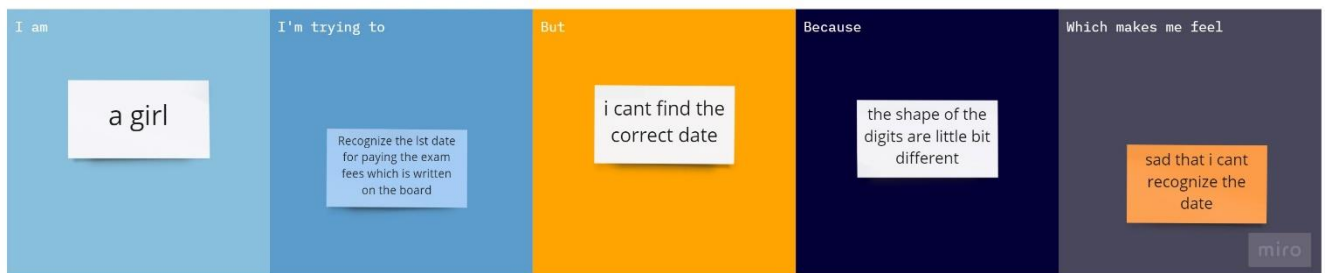 I am
a girl
I'm trying to
Recognize the lst date
for paying the exam
fees which is written
on the board
But
i cant find the
correct date
Because
the shape of the
digits are little bit
different
Which makes me feel
sad that i cant
recognize the
date
miro